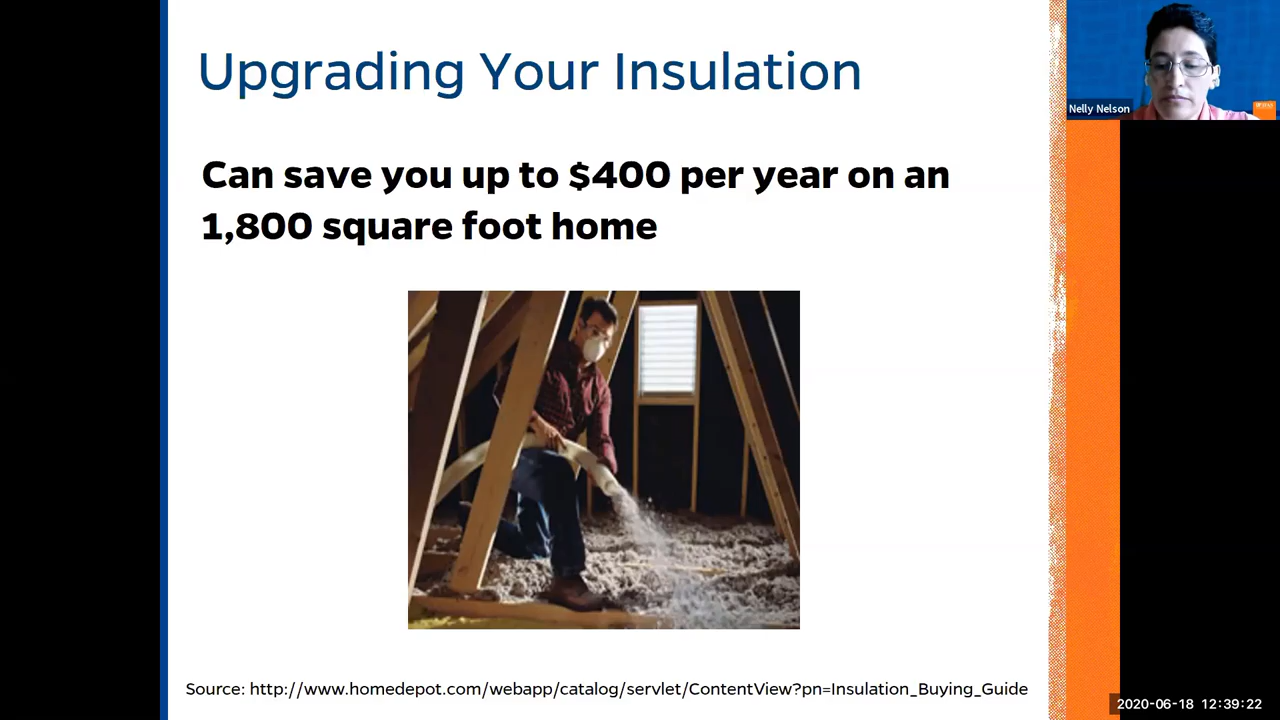 Upgrading Your Insulation
Can save you up to $400 per year on an
1,800 square foot home
Source: http://www.homedepot.com/webapp/catalog/servlet/ContentView?pn=Insulation_Buying_Guide
Nelly Nelson
2020-06-18 12:39:22